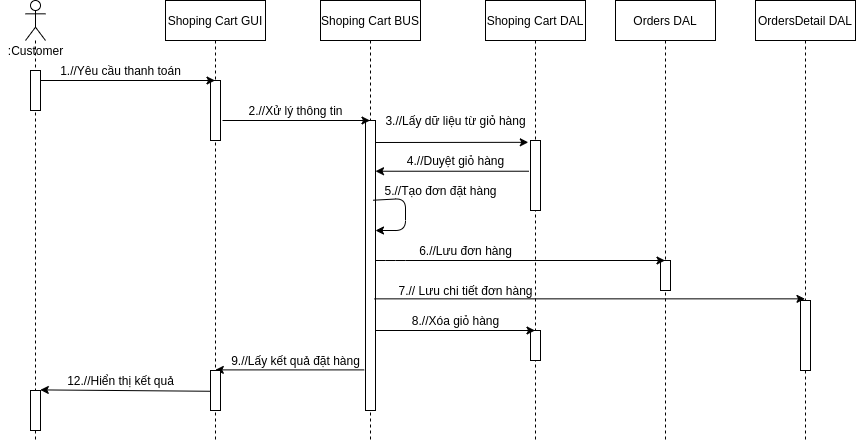 Shoping Cart GUI
Shoping Cart BUS
Shoping Cart DAL
Orders DAL
OrdersDetail DAL
:Customer
1.//Yêu cầu thanh toán
2.//Xử lý thông tin
3.//Lấy dữ liệu từ giỏ hàng
4.//Duyệt giỏ hàng
5.//Tạo đơn đặt hàng
6.//Lưu đơn hàng
7.// Lưu chi tiết đơn hàng
8.//Xóa giỏ hàng
9.//Lấy kết quả đặt hàng
12.//Hiển thị kết quả